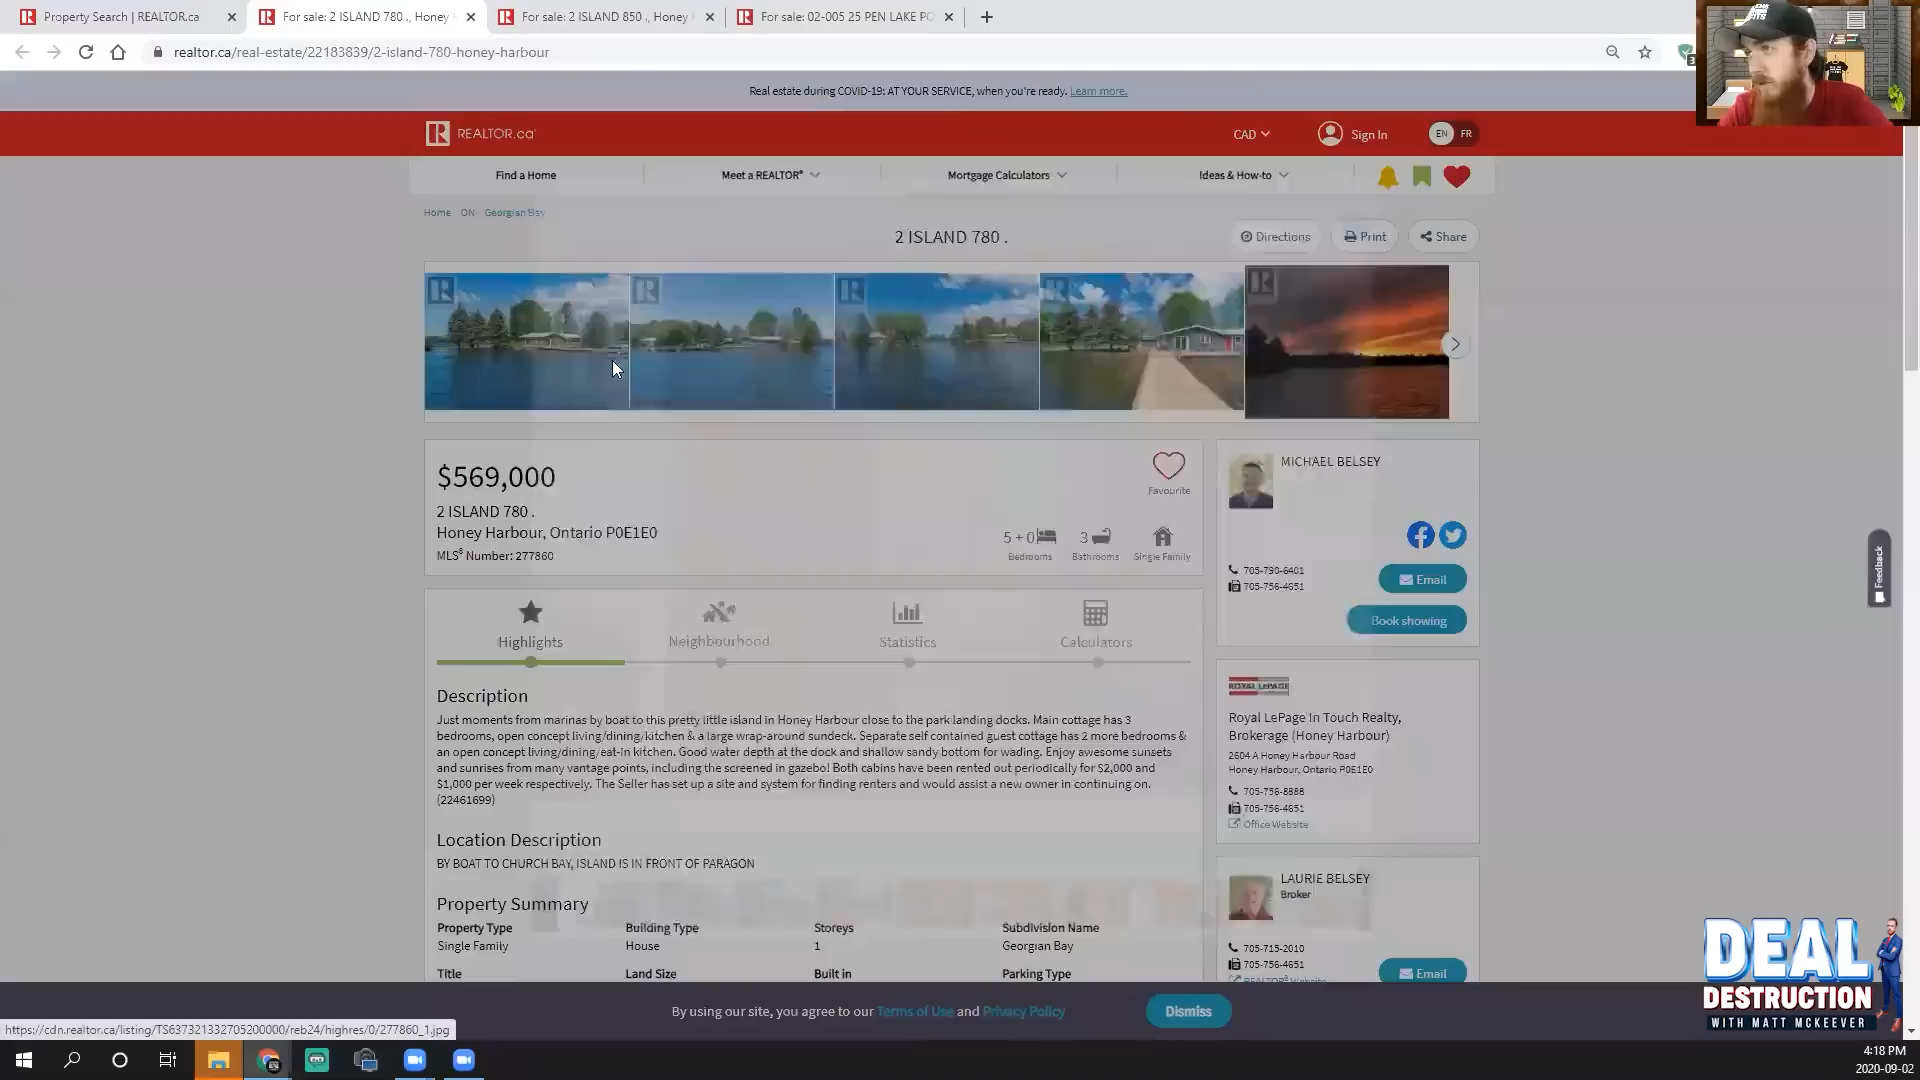 Property Search | REALTOR.ca
For sale: 2 ISLAND 780 ., Honey
For sale: 2 ISLAND 850 ., Honey
For sale: 02-005 25 PEN LAKE PO
realtor.ca/real-estate/22183839/2-island-780-honey-harbour
Real estate during COVID-19: AT YOUR SERVICE, when you're ready. Learn more.
REALTOR.ca
CAD
Sign In
EN FR
Find a Home
Meet a REALTOR®
Mortgage Calculators
Ideas & How-to
Home ON Georgian Bay
2 ISLAND 780 .
Directions
Print
Share
$569,000
Favourite
2 ISLAND 780 .
Honey Harbour, Ontario P0E1E0
MLS® Number: 277860
5 + 0
Bedrooms
3
Bathrooms
Single Family
MICHAEL BELSEY
705-790-6401
705-756-4651
Email
Book showing
Highlights
Neighbourhood
Statistics
Calculators
Description
Just moments from marinas by boat to this pretty little island in Honey Harbour close to the park landing docks. Main cottage has 3
bedrooms, open concept living/dining/kitchen & a large wrap-around sundeck. Separate self contained guest cottage has 2 more bedrooms &
an open concept living/dining/eat-in kitchen. Good water depth at the dock and shallow sandy bottom for wading. Enjoy awesome sunsets
and sunrises from many vantage points, including the screened in gazebo! Both cabins have been rented out periodically for $2,000 and
$1,000 per week respectively. The Seller has set up a site and system for finding renters and would assist a new owner in continuing on.
(22461699)
Location Description
BY BOAT TO CHURCH BAY, ISLAND IS IN FRONT OF PARAGON
Property Summary
Property Type
Single Family
Building Type
House
Storeys
1
Subdivision Name
Georgian Bay
Title
Land Size
Built in
Parking Type
ROYAL LEPAGE
Royal LePage In Touch Realty,
Brokerage (Honey Harbour)
2604 A Honey Harbour Road
Honey Harbour, Ontario P0E1E0
705-756-8888
705-756-4651
Office Website
LAURIE BELSEY
Broker
705-715-2010
705-756-4651
REALTOR® Website
Email
Feedback
By using our site, you agree to our Terms of Use and Privacy Policy
Dismiss
https://cdn.realtor.ca/listing/TS637321332705200000/reb24/highres/0/277860_1.jpg
DEAL
DESTRUCTION
WITH MATT MCKEEVER
4:18 PM
2020-09-02